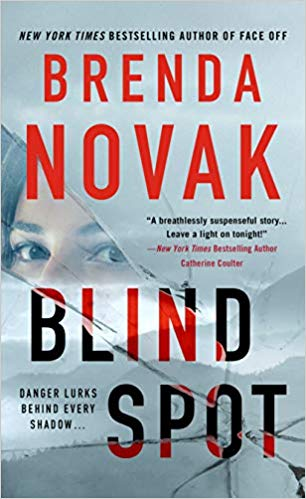 NEW YORK TIMES BESTSELLING AUTHOR OF FACE OFF
BRENDA
NOVAK
"A breathlessly suspenseful story...
Leave a light on tonight!"
—New York Times Bestselling Author
Catherine Coulter
BLIND
DANGER LURKS
BEHIND EVERY
SHADOW...
SPOT